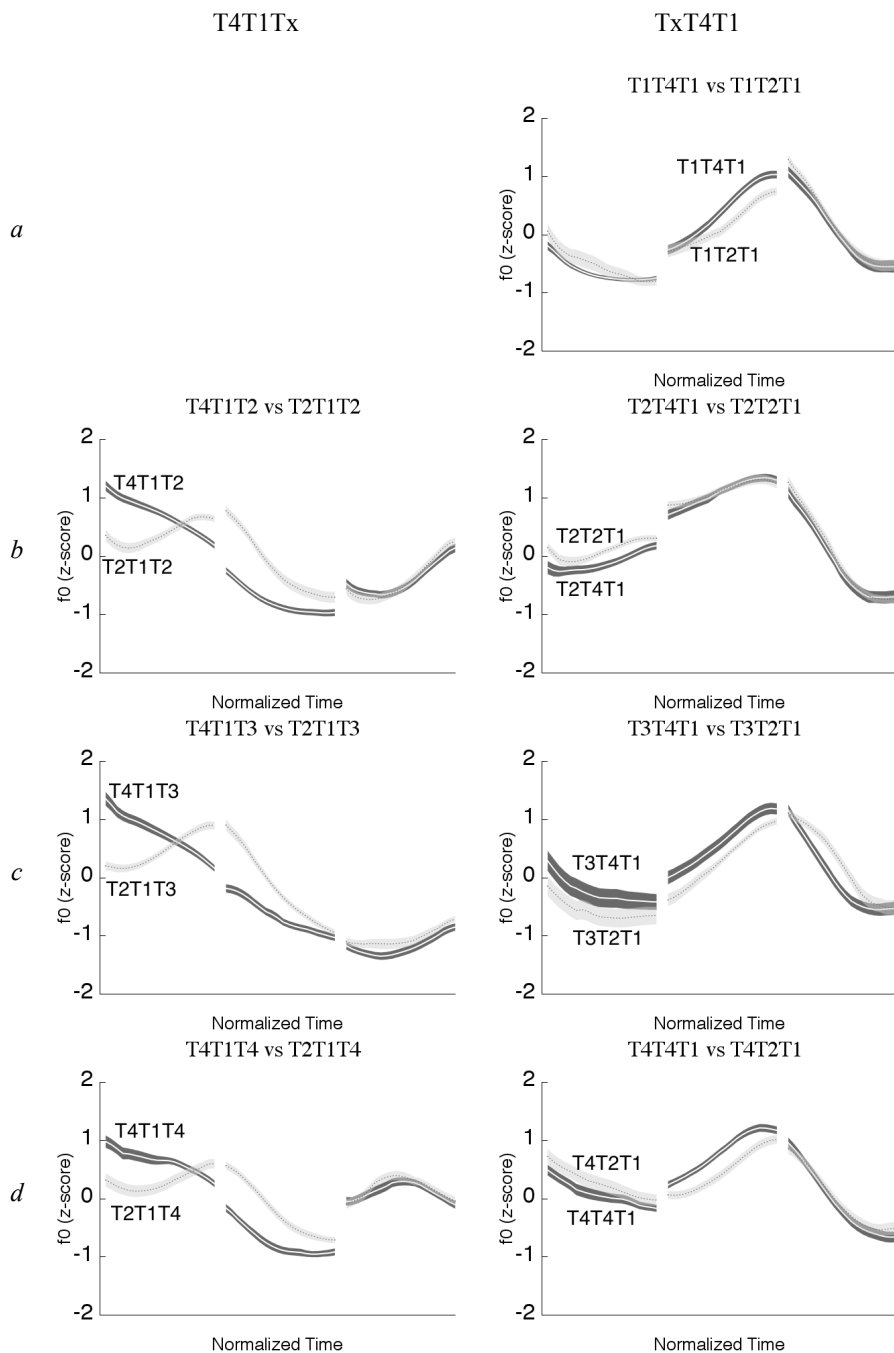 T4T1Tx TxT4T1
a
T1T4T1 vs T1T2T1
2
1
0
-1
-2
f0 (z-score)
T1T4T1
T1T2T1
Normalized Time
b
T4T1T2 vs T2T1T2
2
1
0
-1
-2
f0 (z-score)
T4T1T2
T2T1T2
Normalized Time
T2T4T1 vs T2T2T1
2
1
0
-1
-2
f0 (z-score)
T2T2T1
T2T4T1
Normalized Time
c
T4T1T3 vs T2T1T3
2
1
0
-1
-2
f0 (z-score)
T4T1T3
T2T1T3
Normalized Time
T3T4T1 vs T3T2T1
2
1
0
-1
-2
f0 (z-score)
T3T4T1
T3T2T1
Normalized Time
d
T4T1T4 vs T2T1T4
2
1
0
-1
-2
f0 (z-score)
T4T1T4
T2T1T4
Normalized Time
T4T4T1 vs T4T2T1
2
1
0
-1
-2
f0 (z-score)
T4T2T1
T4T4T1
Normalized Time